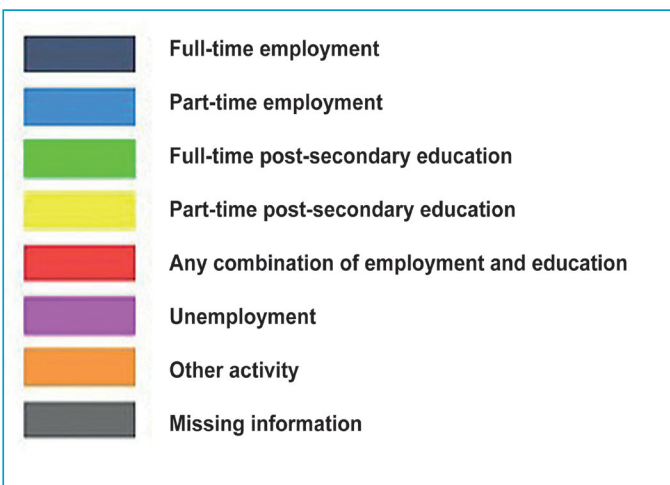 Full-time employment
Part-time employment
Full-time post-secondary education
Part-time post-secondary education
Any combination of employment and education
Unemployment
Other activity
Missing information